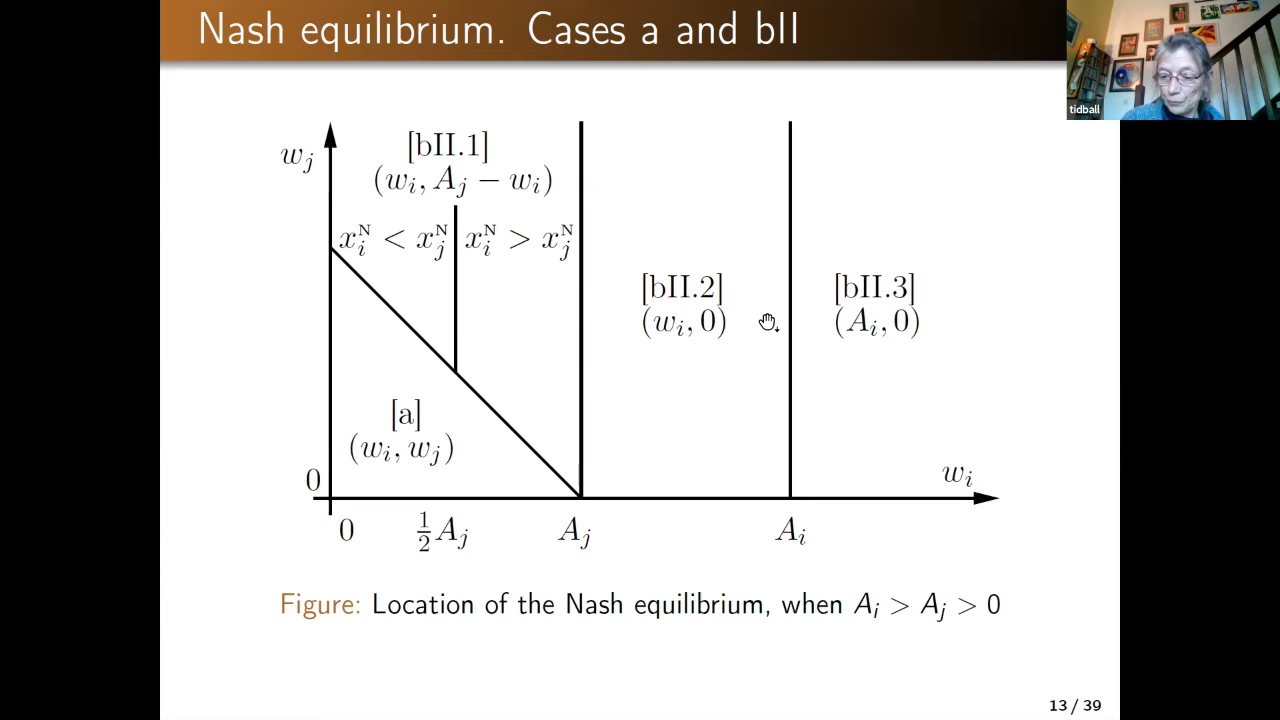 Nash equilibrium. Cases a and bII
tidball
w_j
[bII.1]
(w_i, A_j − w_i)
x_i^N < x_j^N
x_i^N > x_j^N
[bII.2]
(w_i, 0)
[bII.3]
(A_i, 0)
[a]
(w_i, w_j)
0
w_i
0
½A_j
A_j
A_i
Figure: Location of the Nash equilibrium, when A_i > A_j > 0
13 / 39